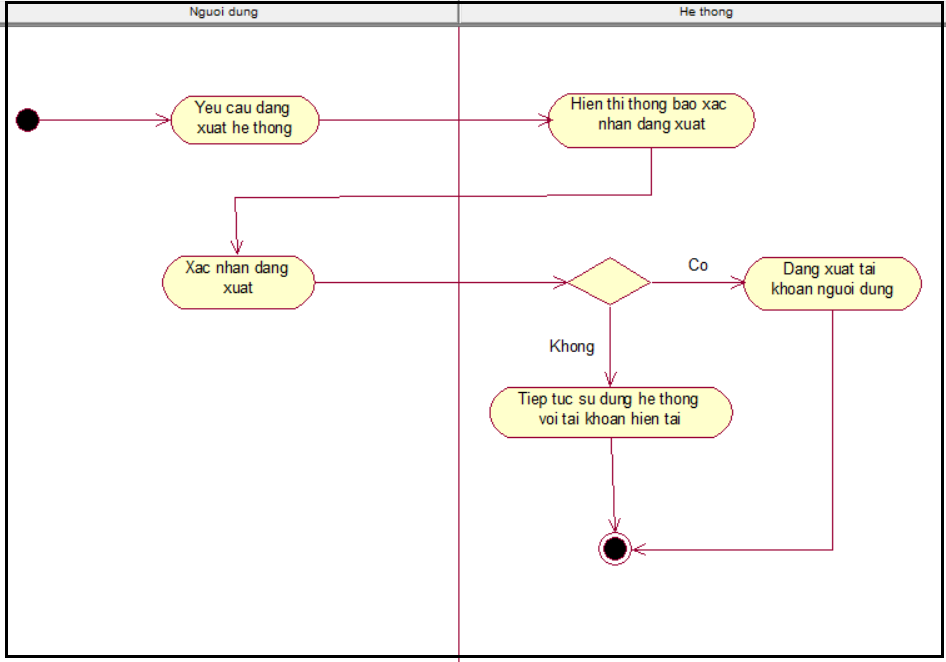 Nguoi dung
He thong
Yeu cau dang
xuat he thong
Hien thi thong bao xac
nhan dang xuat
Xac nhan dang
xuat
Co
Dang xuat tai
khoan nguoi dung
Khong
Tiep tuc su dung he thong
voi tai khoan hien tai